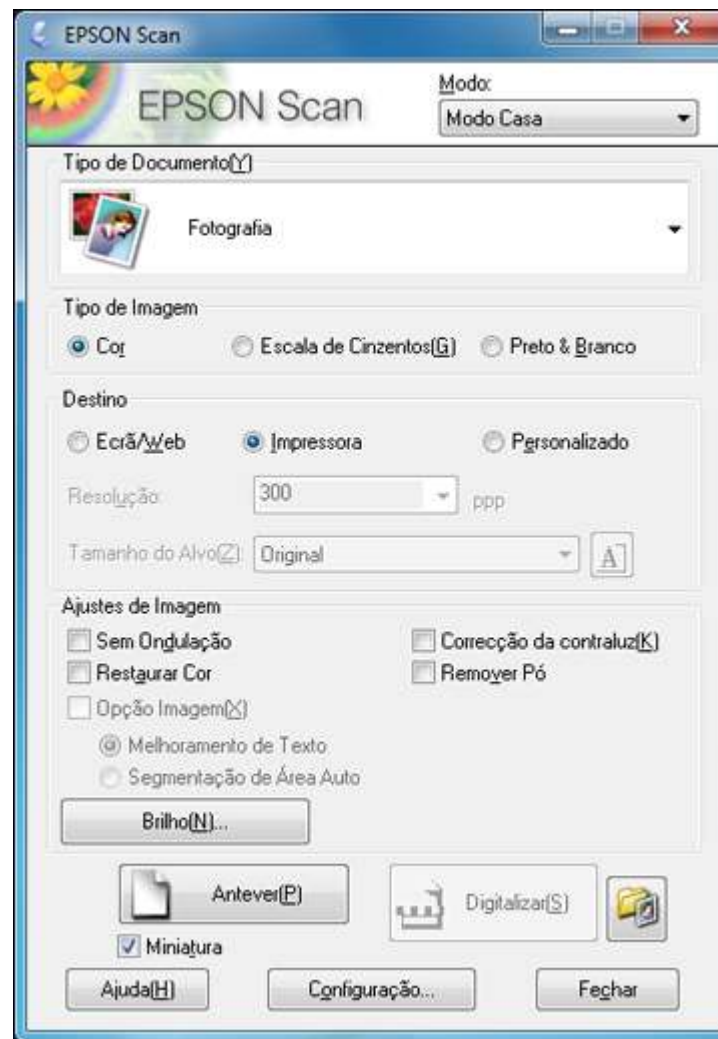 EPSON Scan
EPSON Scan
Modo:
Modo Casa
Tipo de Documento(Y)
Fotografia
Tipo de Imagem
Cor Escala de Cinzentos(G) Preto & Branco
Destino
Ecrã/Web Impressora Personalizado
Resolução: 300 ppp
Tamanho do Alvo(Z): Original A
Ajustes de Imagem
Sem Ondulação Correcção da contraluz(K)
Restaurar Cor Remover Pó
Opção Imagem(X)
Melhoramento de Texto
Segmentação de Área Auto
Brilho(N)...
Antever(P) Digitalizar(S)
Miniatura
Ajuda(H) Configuração... Fechar